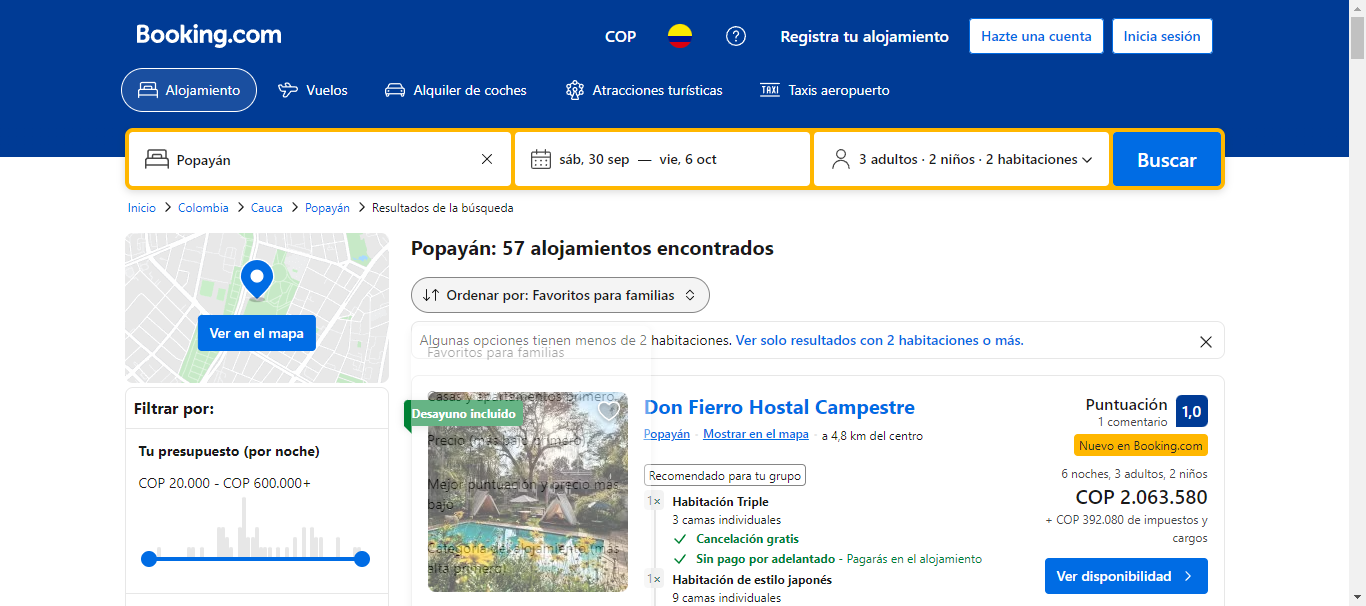 Booking.com
COP
Registra tu alojamiento
Hazte una cuenta
Inicia sesión
Alojamiento
Vuelos
Alquiler de coches
Atracciones turísticas
TAXI
Taxis aeropuerto
Popayán
sáb, 30 sep — vie, 6 oct
3 adultos · 2 niños · 2 habitaciones
Buscar
Inicio > Colombia > Cauca > Popayán > Resultados de la búsqueda
Ver en el mapa
Filtrar por:
Tu presupuesto (por noche)
COP 20.000 - COP 600.000+
Popayán: 57 alojamientos encontrados
Ordenar por: Favoritos para familias
Algunas opciones tienen menos de 2 habitaciones. Ver solo resultados con 2 habitaciones o más.
Favoritos para familias
Casas y apartamentos primero
Precio (más bajo primero)
Mejor puntuación y precio más
bajo
Categoría del alojamiento (más
alta primero)
Desayuno incluido
Don Fierro Hostal Campestre
Popayán · Mostrar en el mapa · a 4,8 km del centro
Recomendado para tu grupo
1× Habitación Triple
3 camas individuales
Cancelación gratis
Sin pago por adelantado - Pagarás en el alojamiento
1× Habitación de estilo japonés
9 camas individuales
Puntuación
1 comentario
1,0
Nuevo en Booking.com
6 noches, 3 adultos, 2 niños
COP 2.063.580
+ COP 392.080 de impuestos y
cargos
Ver disponibilidad